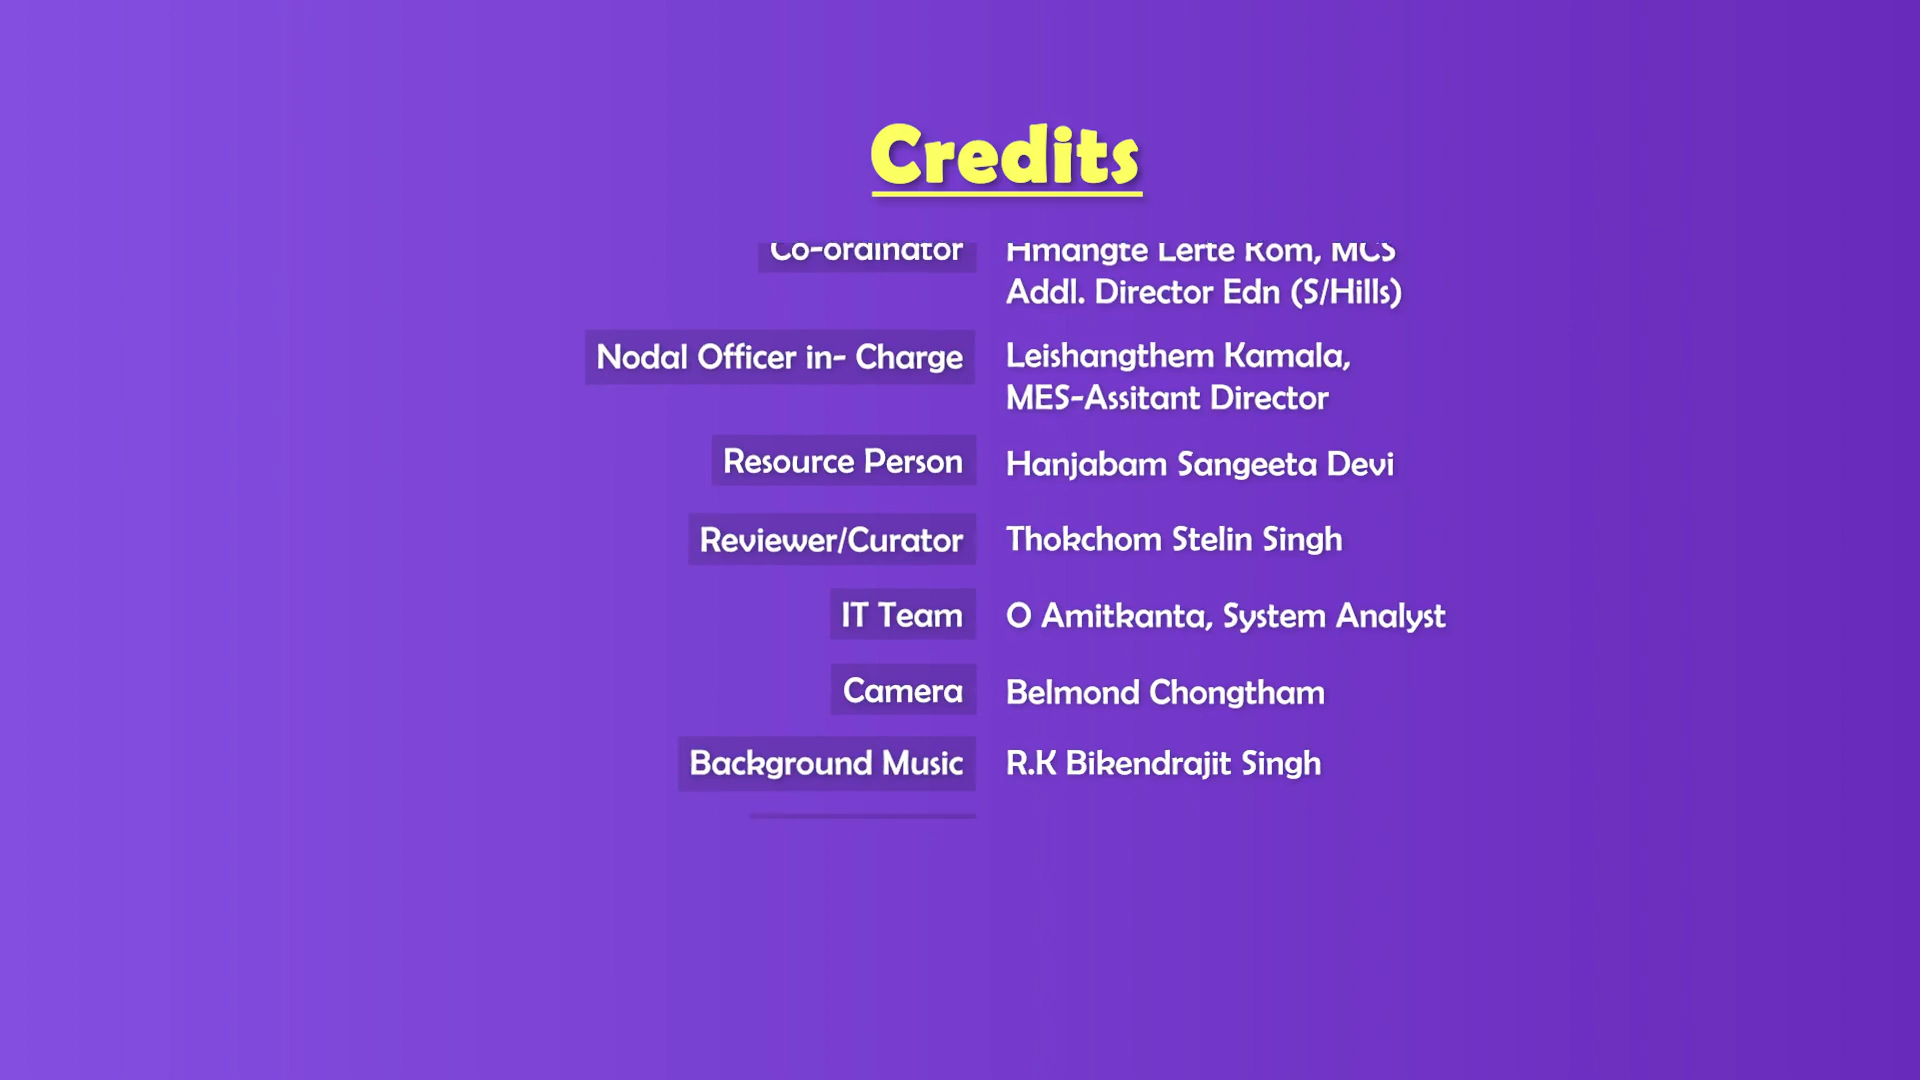 Credits
Co-ordinator Hmangte Lerte Rom, MCS
Addl. Director Edn (S/Hills)
Nodal Officer in- Charge Leishangthem Kamala,
MES-Assitant Director
Resource Person Hanjabam Sangeeta Devi
Reviewer/Curator Thokchom Stelin Singh
IT Team O Amitkanta, System Analyst
Camera Belmond Chongtham
Background Music R.K Bikendrajit Singh